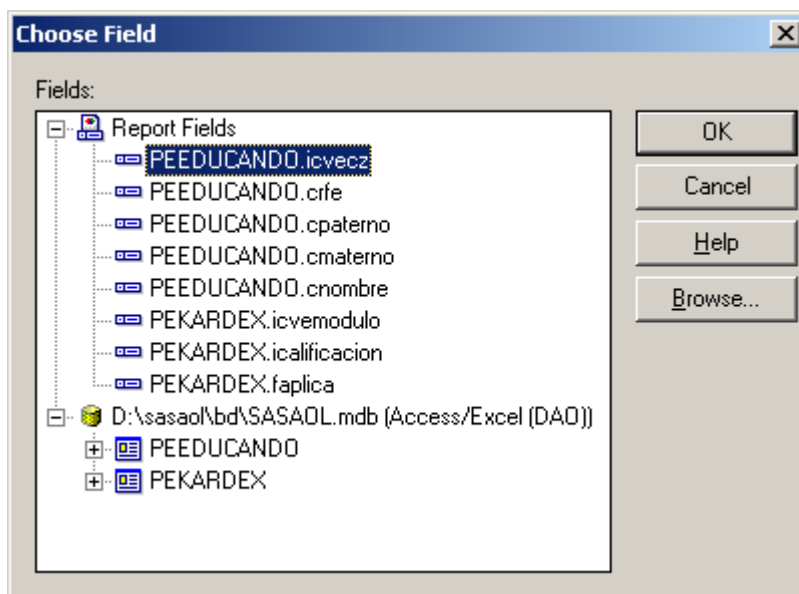 Choose Field
Fields:
Report Fields
PEEDUCANDO.icvecz
PEEDUCANDO.crfe
PEEDUCANDO.cpaterno
PEEDUCANDO.cmaterno
PEEDUCANDO.cnombre
PEKARDEX.icvemodulo
PEKARDEX.icalificacion
PEKARDEX.faplica
D:\sasaol\bd\SASAOL.mdb (Access/Excel (DAO))
PEEDUCANDO
PEKARDEX
OK
Cancel
Help
Browse...